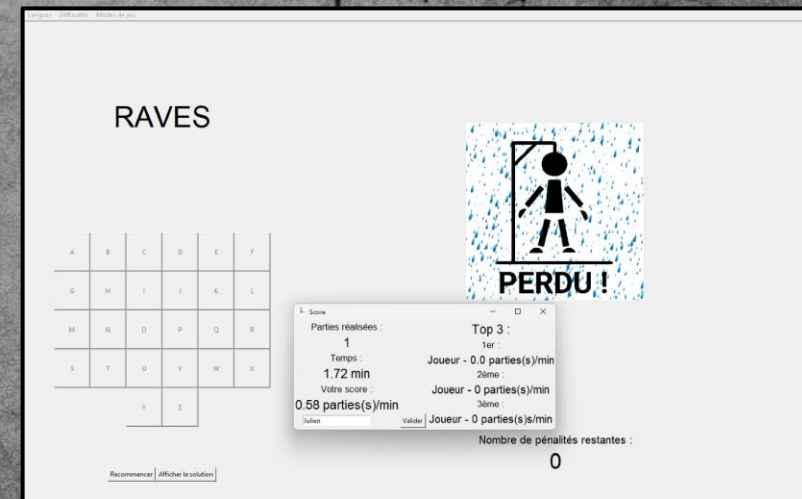 Langues Difficultés Modes de jeu
RAVES
PERDU !
A B C D E F
G H I J K L
M N O P Q R
S T U V W X
Y Z
Score
Parties réalisées :
1
Temps :
1.72 min
Votre score :
0.58 parties(s)/min
Julien
Valider
Top 3 :
1er :
Joueur - 0.0 parties(s)/min
2ème :
Joueur - 0 parties(s)/min
3ème :
Joueur - 0 parties(s)s/min
Nombre de pénalités restantes :
0
Recommencer Afficher la solution